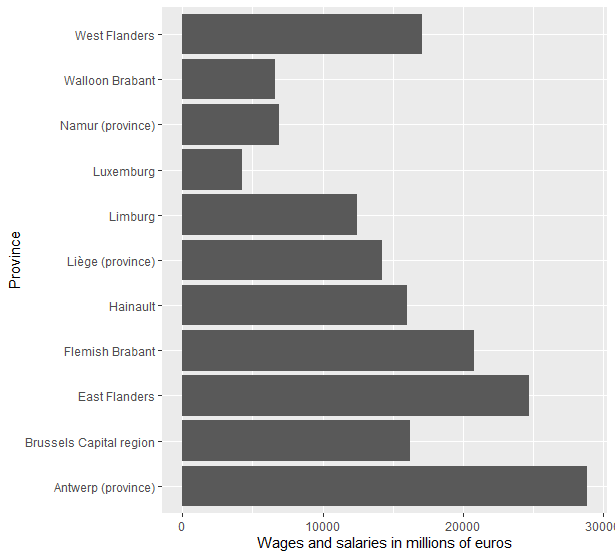 West Flanders
Walloon Brabant
Namur (province)
Luxemburg
Limburg
Liège (province)
Hainault
Flemish Brabant
East Flanders
Brussels Capital region
Antwerp (province)
Province
0 10000 20000 30000
Wages and salaries in millions of euros